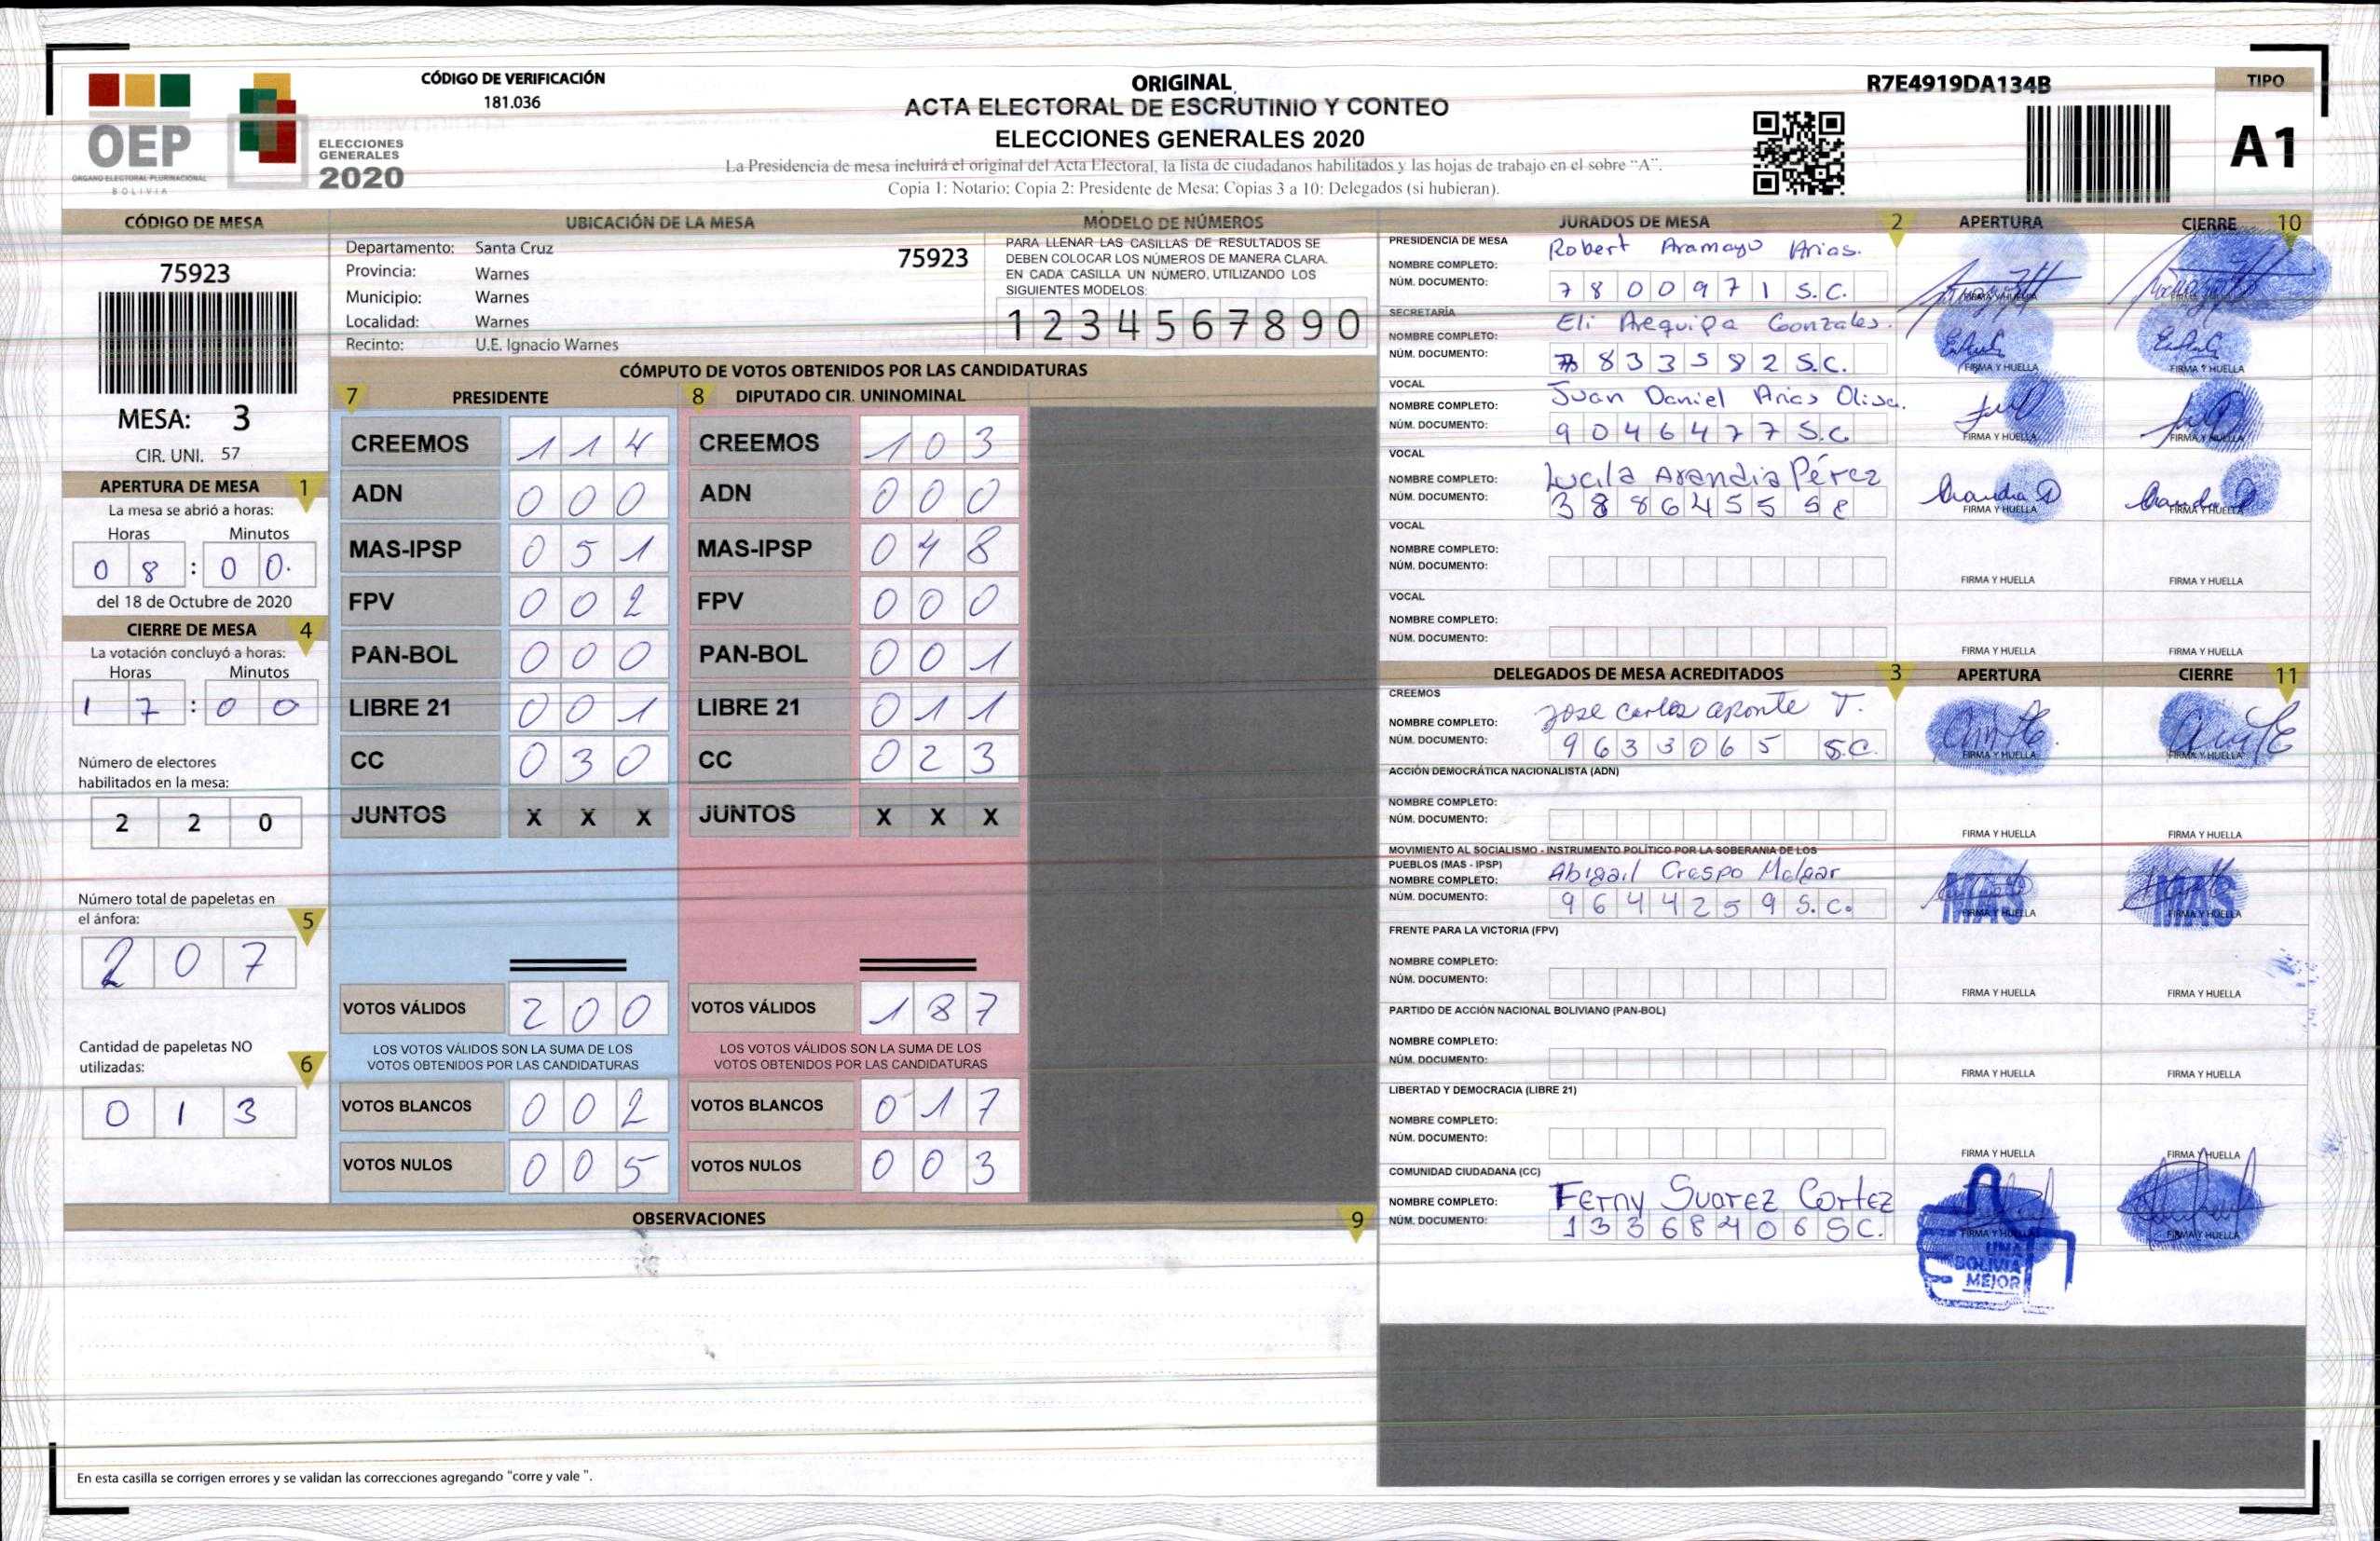 OEP
ÓRGANO ELECTORAL PLURINACIONAL
BOLIVIA
ELECCIONES
GENERALES
2020
CÓDIGO DE VERIFICACIÓN
181.036
ORIGINAL
ACTA ELECTORAL DE ESCRUTINIO Y CONTEO
ELECCIONES GENERALES 2020
La Presidencia de mesa incluirá el original del Acta Electoral, la lista de ciudadanos habilitados y las hojas de trabajo en el sobre "A".
Copia 1: Notario; Copia 2: Presidente de Mesa; Copias 3 a 10: Delegados (si hubieran).
R7E4919DA134B
TIPO
A1
CÓDIGO DE MESA
75923
MESA: 3
CIR. UNI. 57
APERTURA DE MESA 1
La mesa se abrió a horas:
Horas Minutos
0 8 : 0 0.
del 18 de Octubre de 2020
CIERRE DE MESA 4
La votación concluyó a horas:
Horas Minutos
1 7 : 0 0
Número de electores
habilitados en la mesa:
2 2 0
Número total de papeletas en
el ánfora: 5
2 0 7
Cantidad de papeletas NO
utilizadas: 6
0 1 3
UBICACIÓN DE LA MESA
Departamento: Santa Cruz 75923
Provincia: Warnes
Municipio: Warnes
Localidad: Warnes
Recinto: U.E. Ignacio Warnes
MODELO DE NÚMEROS
PARA LLENAR LAS CASILLAS DE RESULTADOS SE
DEBEN COLOCAR LOS NÚMEROS DE MANERA CLARA.
EN CADA CASILLA UN NÚMERO, UTILIZANDO LOS
SIGUIENTES MODELOS:
1 2 3 4 5 6 7 8 9 0
CÓMPUTO DE VOTOS OBTENIDOS POR LAS CANDIDATURAS
7 PRESIDENTE
CREEMOS 1 1 4
ADN 0 0 0
MAS-IPSP 0 5 1
FPV 0 0 2
PAN-BOL 0 0 0
LIBRE 21 0 0 1
CC 0 3 0
JUNTOS X X X
VOTOS VÁLIDOS 2 0 0
LOS VOTOS VÁLIDOS SON LA SUMA DE LOS
VOTOS OBTENIDOS POR LAS CANDIDATURAS
VOTOS BLANCOS 0 0 2
VOTOS NULOS 0 0 5
8 DIPUTADO CIR. UNINOMINAL
CREEMOS 1 0 3
ADN 0 0 0
MAS-IPSP 0 4 8
FPV 0 0 0
PAN-BOL 0 0 1
LIBRE 21 0 1 1
CC 0 2 3
JUNTOS X X X
VOTOS VÁLIDOS 1 8 7
LOS VOTOS VÁLIDOS SON LA SUMA DE LOS
VOTOS OBTENIDOS POR LAS CANDIDATURAS
VOTOS BLANCOS 0 1 7
VOTOS NULOS 0 0 3
OBSERVACIONES 9
En esta casilla se corrigen errores y se validan las correcciones agregando "corre y vale ".
JURADOS DE MESA 2 APERTURA CIERRE 10
PRESIDENCIA DE MESA
NOMBRE COMPLETO: Robert Aramayo Arias.
NÚM. DOCUMENTO: 7 8 0 0 9 7 1 S.C. FIRMA Y HUELLA FIRMA Y HUELLA
SECRETARÍA
NOMBRE COMPLETO: Eli Arequipa Gonzales.
NÚM. DOCUMENTO: 7 8 3 3 5 8 2 S.C. FIRMA Y HUELLA FIRMA Y HUELLA
VOCAL
NOMBRE COMPLETO: Juan Daniel Arias
NÚM. DOCUMENTO: 9 0 4 6 4 7 7 S.C. FIRMA Y HUELLA FIRMA Y HUELLA
VOCAL
NOMBRE COMPLETO: Lucila Arandia Pérez
NÚM. DOCUMENTO: 3 8 8 6 4 5 5 FIRMA Y HUELLA FIRMA Y HUELLA
VOCAL
NOMBRE COMPLETO:
NÚM. DOCUMENTO: FIRMA Y HUELLA FIRMA Y HUELLA
VOCAL
NOMBRE COMPLETO:
NÚM. DOCUMENTO: FIRMA Y HUELLA FIRMA Y HUELLA
DELEGADOS DE MESA ACREDITADOS 3 APERTURA CIERRE 11
CREEMOS
NOMBRE COMPLETO: Jose Carlos aponte T.
NÚM. DOCUMENTO: 9 6 3 3 0 6 5 S.C. FIRMA Y HUELLA FIRMA Y HUELLA
ACCIÓN DEMOCRÁTICA NACIONALISTA (ADN)
NOMBRE COMPLETO:
NÚM. DOCUMENTO: FIRMA Y HUELLA FIRMA Y HUELLA
MOVIMIENTO AL SOCIALISMO - INSTRUMENTO POLÍTICO POR LA SOBERANIA DE LOS
PUEBLOS (MAS - IPSP)
NOMBRE COMPLETO: Abigail Crespo Melgar
NÚM. DOCUMENTO: 9 6 4 4 2 5 9 S.C. MAS FIRMA Y HUELLA MAS FIRMA Y HUELLA
FRENTE PARA LA VICTORIA (FPV)
NOMBRE COMPLETO:
NÚM. DOCUMENTO: FIRMA Y HUELLA FIRMA Y HUELLA
PARTIDO DE ACCIÓN NACIONAL BOLIVIANO (PAN-BOL)
NOMBRE COMPLETO:
NÚM. DOCUMENTO: FIRMA Y HUELLA FIRMA Y HUELLA
LIBERTAD Y DEMOCRACIA (LIBRE 21)
NOMBRE COMPLETO:
NÚM. DOCUMENTO: FIRMA Y HUELLA FIRMA Y HUELLA
COMUNIDAD CIUDADANA (CC)
NOMBRE COMPLETO: Ferny Suarez Cortez
NÚM. DOCUMENTO: 1 3 3 6 8 4 0 6 SC. FIRMA Y HUELLA FIRMA Y HUELLA
UNA
BOLIVIA
MEJOR